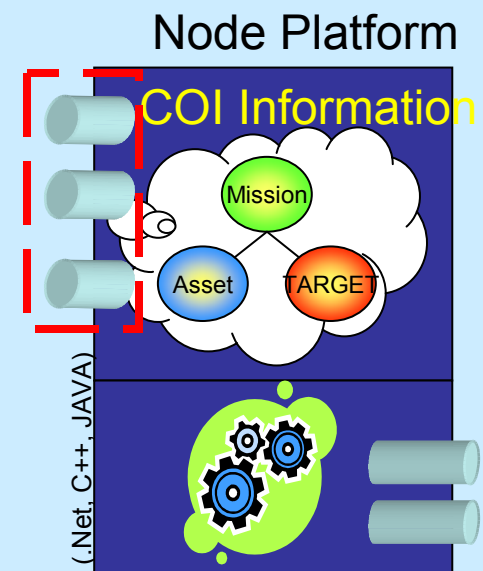 Node Platform
COI Information
Mission
Asset
TARGET
(.Net, C++, JAVA)